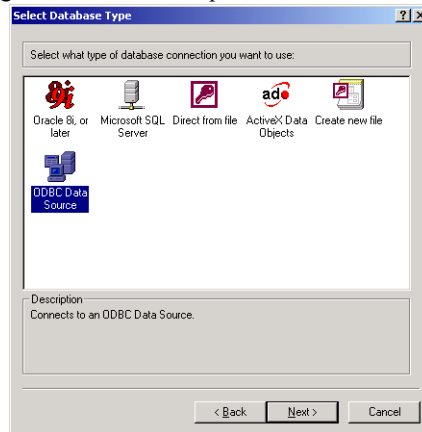 Select Database Type
Select what type of database connection you want to use:
8i
Oracle 8i, or later
Microsoft SQL Server
Direct from file
ado
ActiveX Data Objects
Create new file
ODBC Data Source
Description
Connects to an ODBC Data Source.
< Back
Next >
Cancel